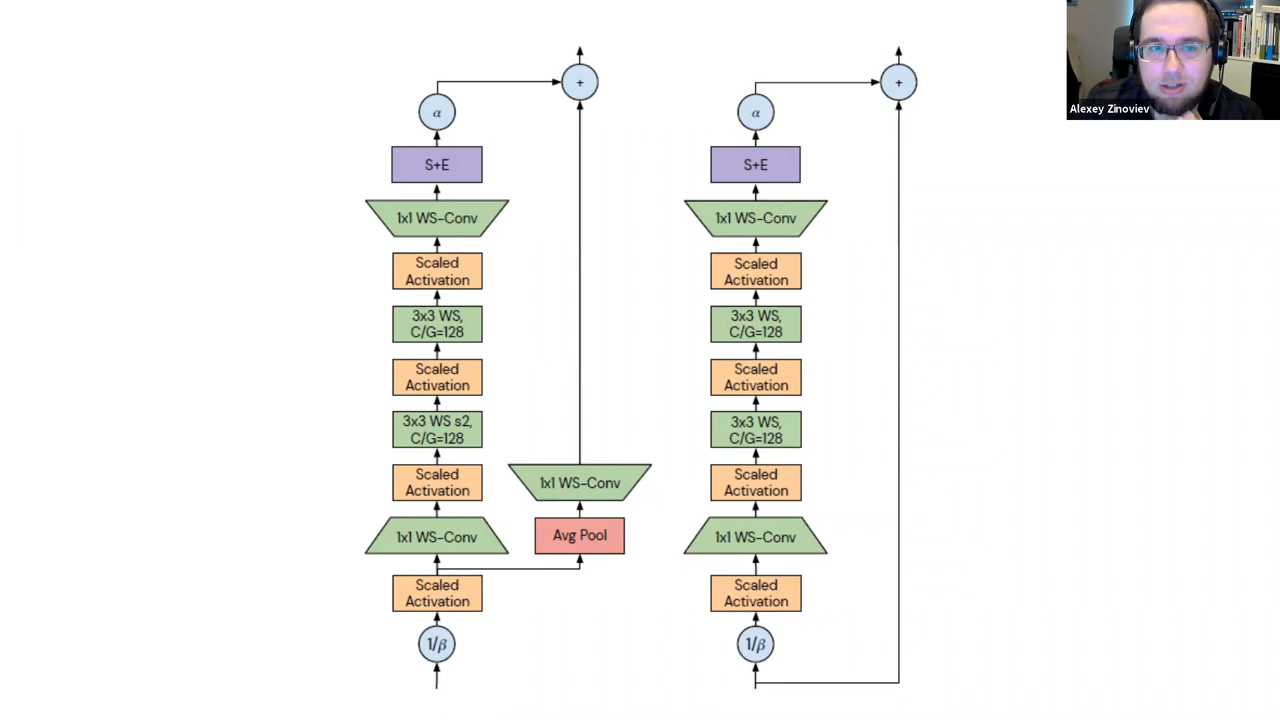 +
α
S+E
1x1 WS-Conv
Scaled
Activation
3x3 WS,
C/G=128
Scaled
Activation
3x3 WS s2,
C/G=128
Scaled
Activation
1x1 WS-Conv
Scaled
Activation
1/β
1x1 WS-Conv
Avg Pool
+
α
S+E
1x1 WS-Conv
Scaled
Activation
3x3 WS,
C/G=128
Scaled
Activation
3x3 WS,
C/G=128
Scaled
Activation
1x1 WS-Conv
Scaled
Activation
1/β
Alexey Zinoviev